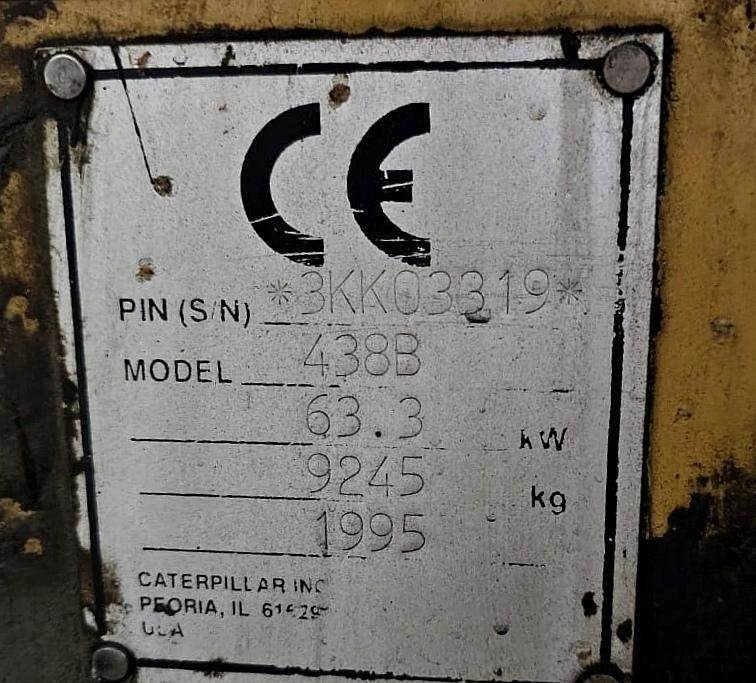 CE
PIN (S/N) *3KK03319*
MODEL 438B
63.3 kW
9245 kg
1995
CATERPILLAR INC
PEORIA, IL